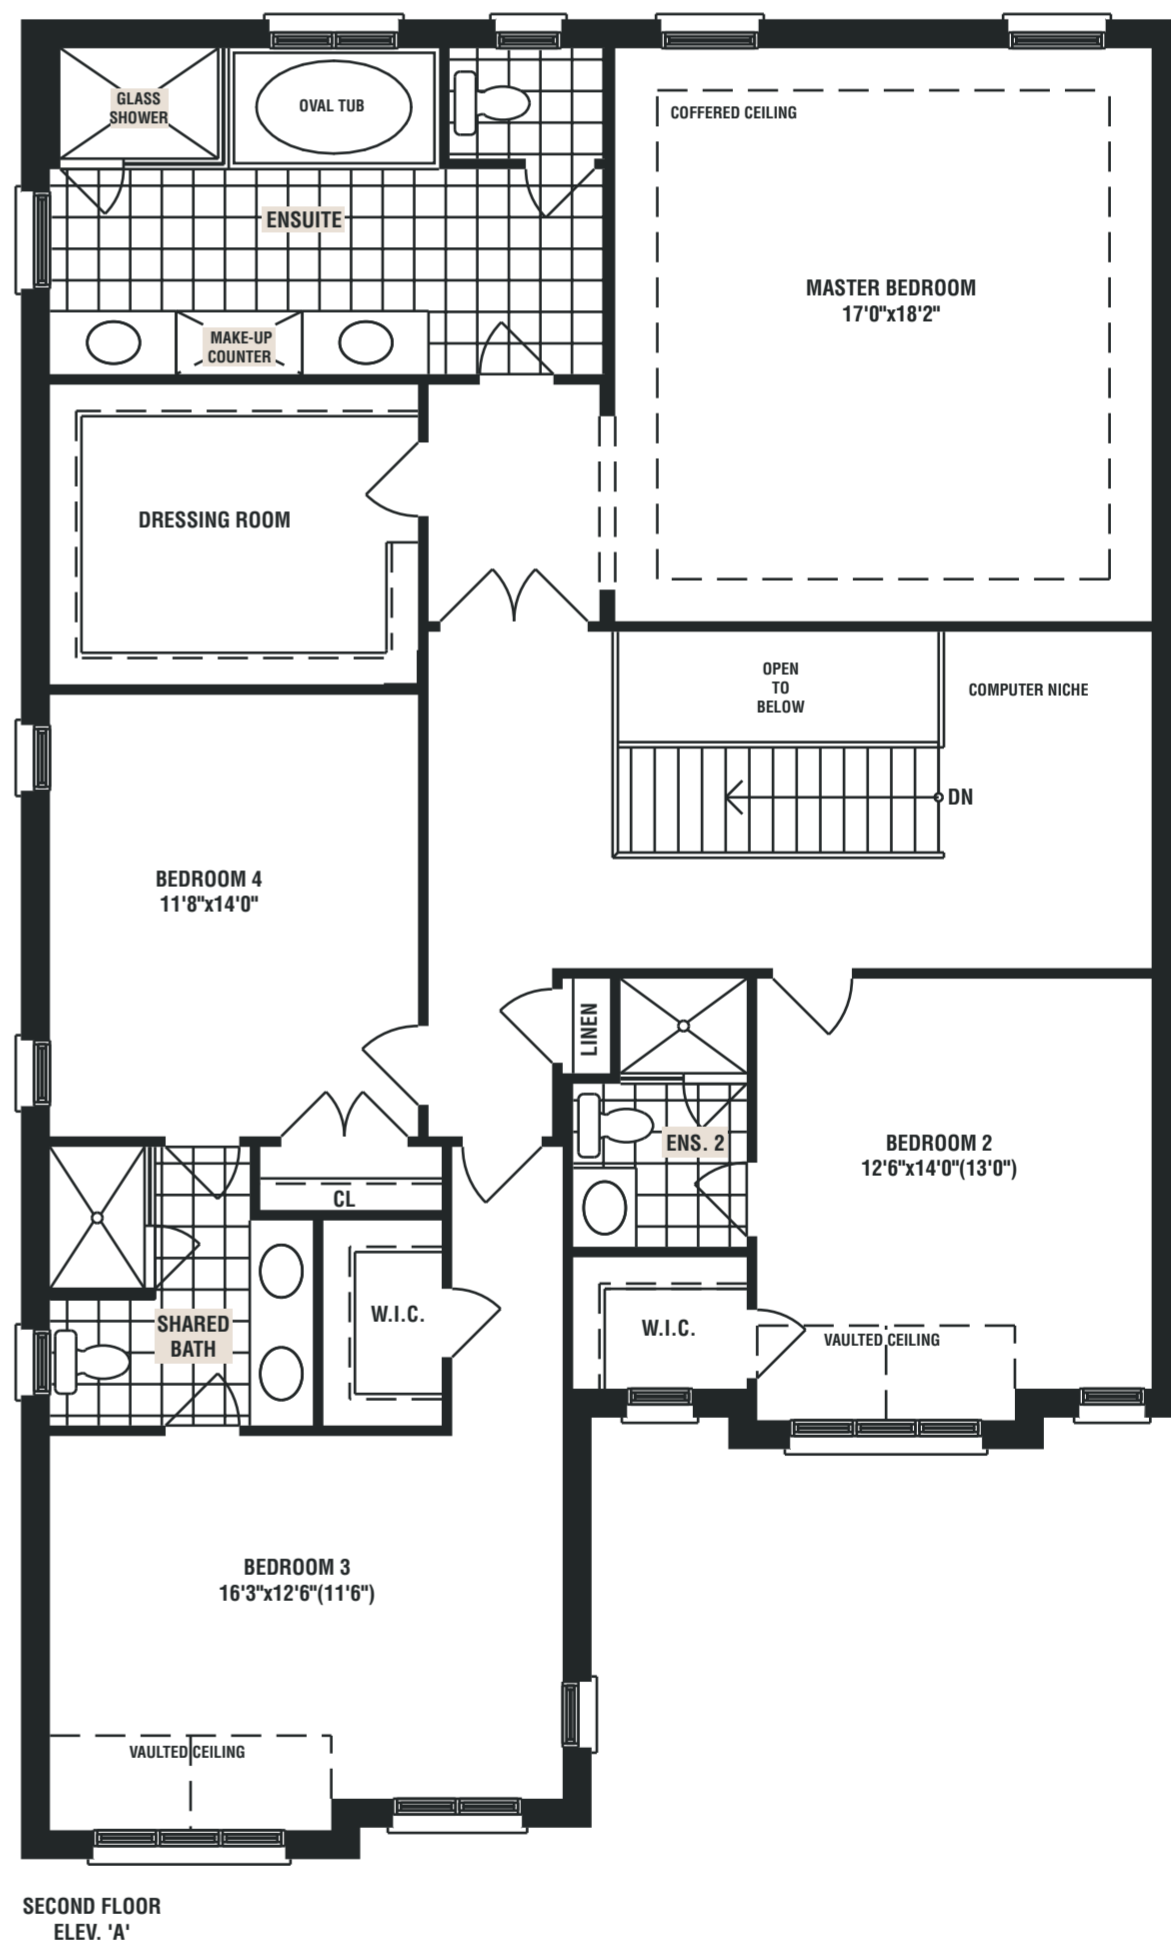 GLASS
SHOWER
OVAL TUB
COFFERED CEILING
ENSUITE
MASTER BEDROOM
17'0"x18'2"
MAKE-UP
COUNTER
DRESSING ROOM
OPEN
TO
BELOW
COMPUTER NICHE
DN
BEDROOM 4
11'8"x14'0"
LINEN
ENS. 2
BEDROOM 2
12'6"x14'0"(13'0")
CL
SHARED
BATH
W.I.C.
W.I.C.
VAULTED CEILING
BEDROOM 3
16'3"x12'6"(11'6")
VAULTED CEILING
SECOND FLOOR
ELEV. 'A'